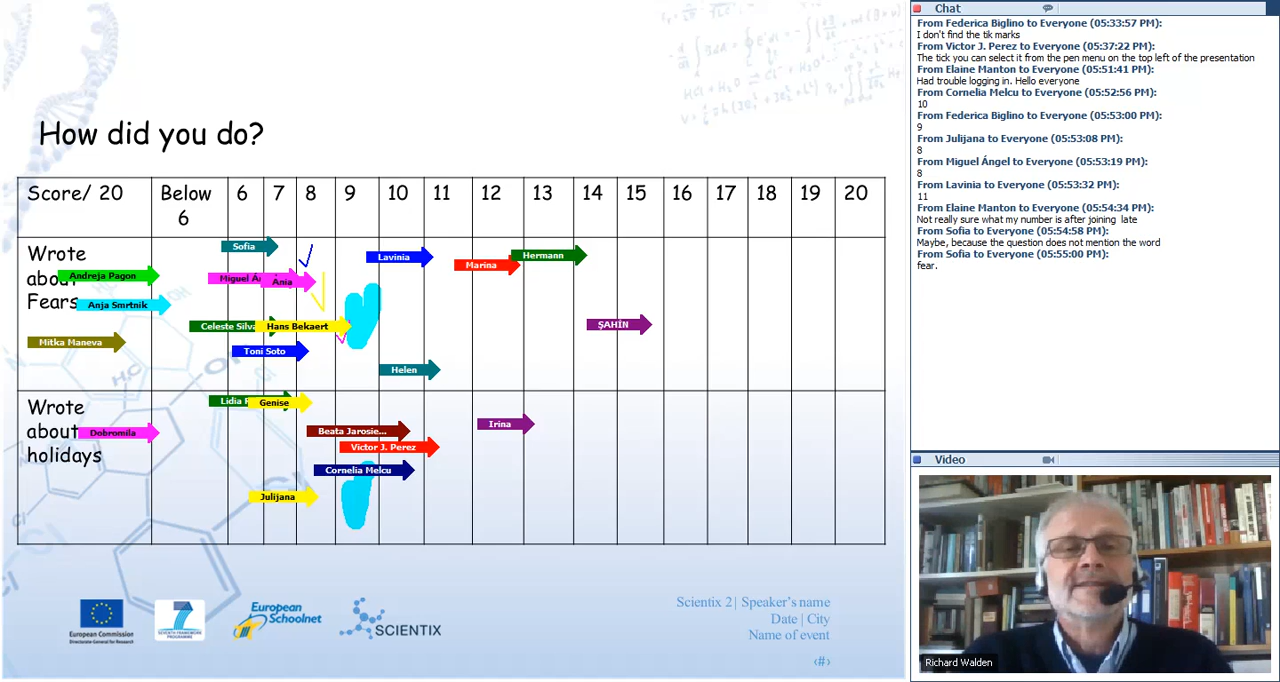 How did you do?
Score/ 20
Below
6
6
7
8
9
10
11
12
13
14
15
16
17
18
19
20
Wrote
about
Fears
Sofia
Lavinia
Hermann
Marina
Andreja Pagon
Miguel Á
Ània
Anja Smrtnik
Celeste Silva
Hans Bekaert
ŞAHİN
Mitka Maneva
Toni Soto
Helen
Wrote
about
holidays
Lidia
Genise
Irina
Dobromila
Beata Jarosie...
Victor J. Perez
Cornelia Melcu
Julijana
European Commission
Directorate-General for Research
7
SEVENTH FRAMEWORK
PROGRAMME
European
Schoolnet
SCIENTIX
Scientix 2| Speaker's name
Date | City
Name of event
‹#›
Chat
From Federica Biglino to Everyone (05:33:57 PM):
I don't find the tik marks
From Victor J. Perez to Everyone (05:37:22 PM):
The tick you can select it from the pen menu on the top left of the presentation
From Elaine Manton to Everyone (05:51:41 PM):
Had trouble logging in. Hello everyone
From Cornelia Melcu to Everyone (05:52:56 PM):
10
From Federica Biglino to Everyone (05:53:00 PM):
9
From Julijana to Everyone (05:53:08 PM):
8
From Miguel Ángel to Everyone (05:53:19 PM):
8
From Lavinia to Everyone (05:53:32 PM):
11
From Elaine Manton to Everyone (05:54:34 PM):
Not really sure what my number is after joining late
From Sofia to Everyone (05:54:58 PM):
Maybe, because the question does not mention the word
From Sofia to Everyone (05:55:00 PM):
fear.
Video
Richard Walden